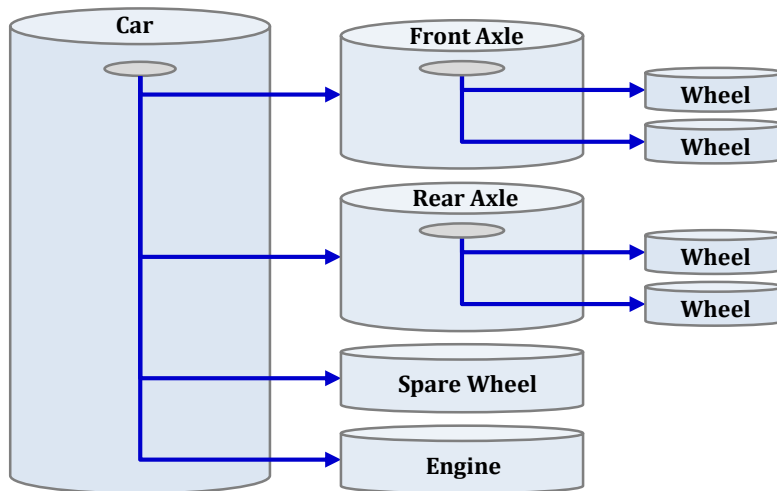 Car
Front Axle
Wheel
Wheel
Rear Axle
Wheel
Wheel
Spare Wheel
Engine